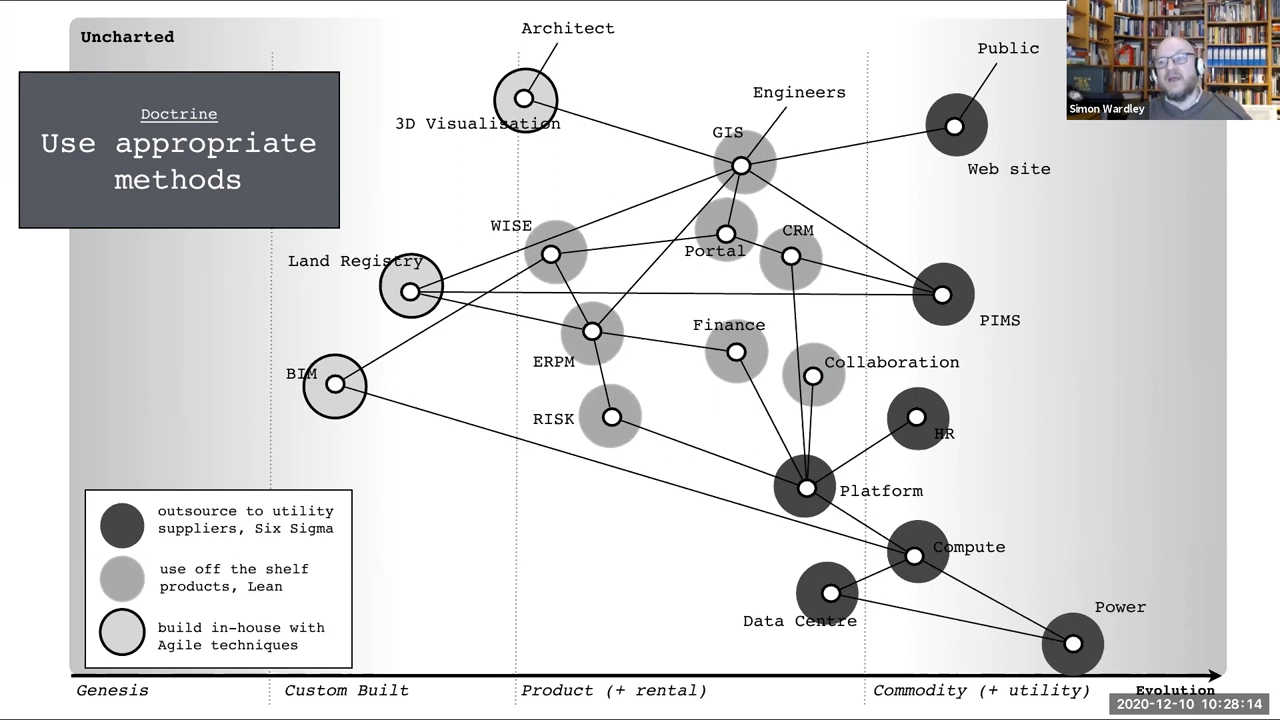 Uncharted
Architect
Public
Simon Wardley
Doctrine
Use appropriate
methods
Engineers
3D Visualisation
GIS
Web site
WISE
CRM
Portal
Land Registry
PIMS
Finance
ERPM
Collaboration
BIM
RISK
HR
Platform
outsource to utility
suppliers, Six Sigma
use off the shelf
products, Lean
build in-house with
Agile techniques
Compute
Data Centre
Power
Genesis
Custom Built
Product (+ rental)
Commodity (+ utility)
Evolution
2020-12-10 10:28:14